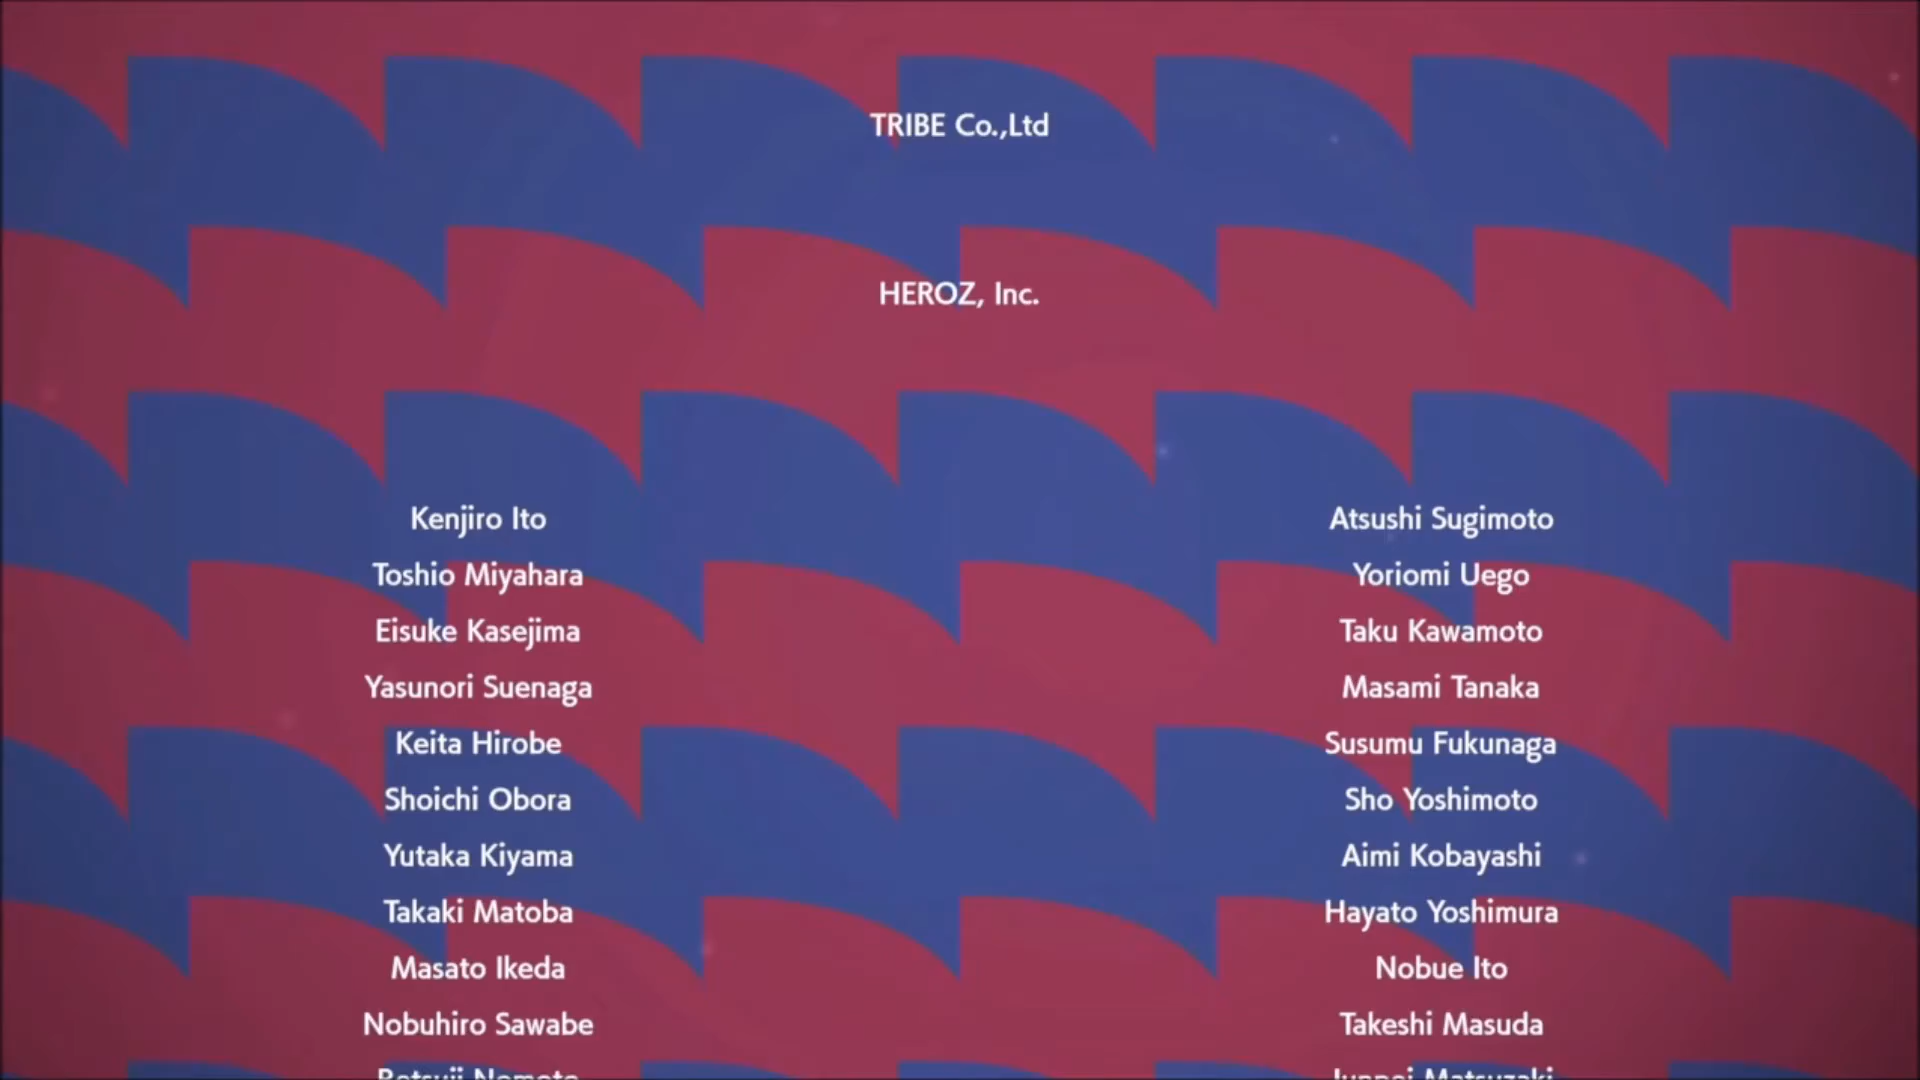 TRIBE Co.,Ltd
HEROZ, Inc.
Kenjiro Ito
Atsushi Sugimoto
Toshio Miyahara
Yoriomi Uego
Eisuke Kasejima
Taku Kawamoto
Yasunori Suenaga
Masami Tanaka
Keita Hirobe
Susumu Fukunaga
Shoichi Obora
Sho Yoshimoto
Yutaka Kiyama
Aimi Kobayashi
Takaki Matoba
Hayato Yoshimura
Masato Ikeda
Nobue Ito
Nobuhiro Sawabe
Takeshi Masuda